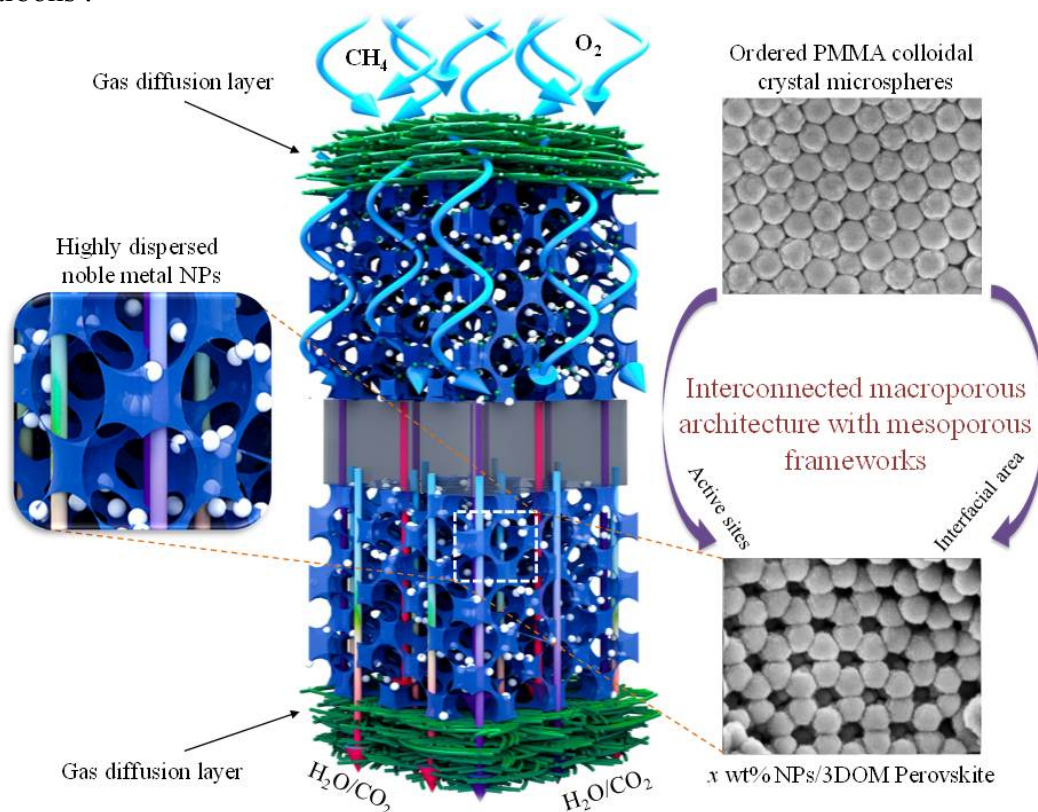 CH4
O2
Gas diffusion layer
Ordered PMMA colloidal
crystal microspheres
Highly dispersed
noble metal NPs
Interconnected macroporous
architecture with mesoporous
frameworks
Active sites
Interfacial area
Gas diffusion layer
H2O/CO2
H2O/CO2
x wt% NPs/3DOM Perovskite